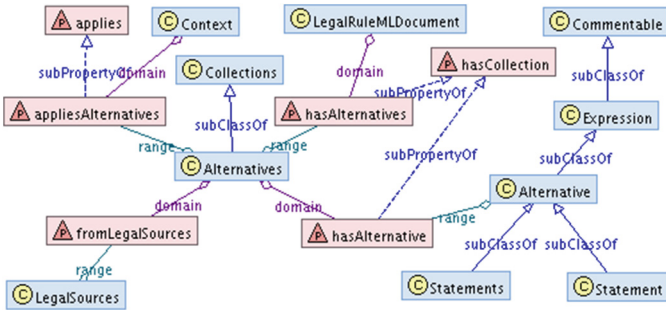 P applies
C Context
C LegalRuleMLDocument
C Commentable
subPropertyOf
domain
C Collections
domain
P hasCollection
subClassOf
subPropertyOf
P appliesAlternatives
P hasAlternatives
C Expression
subClassOf
range
range
subPropertyOf
subClassOf
C Alternatives
C Alternative
domain
domain
range
P fromLegalSources
P hasAlternative
subClassOf
subClassOf
range
C LegalSources
C Statements
C Statement